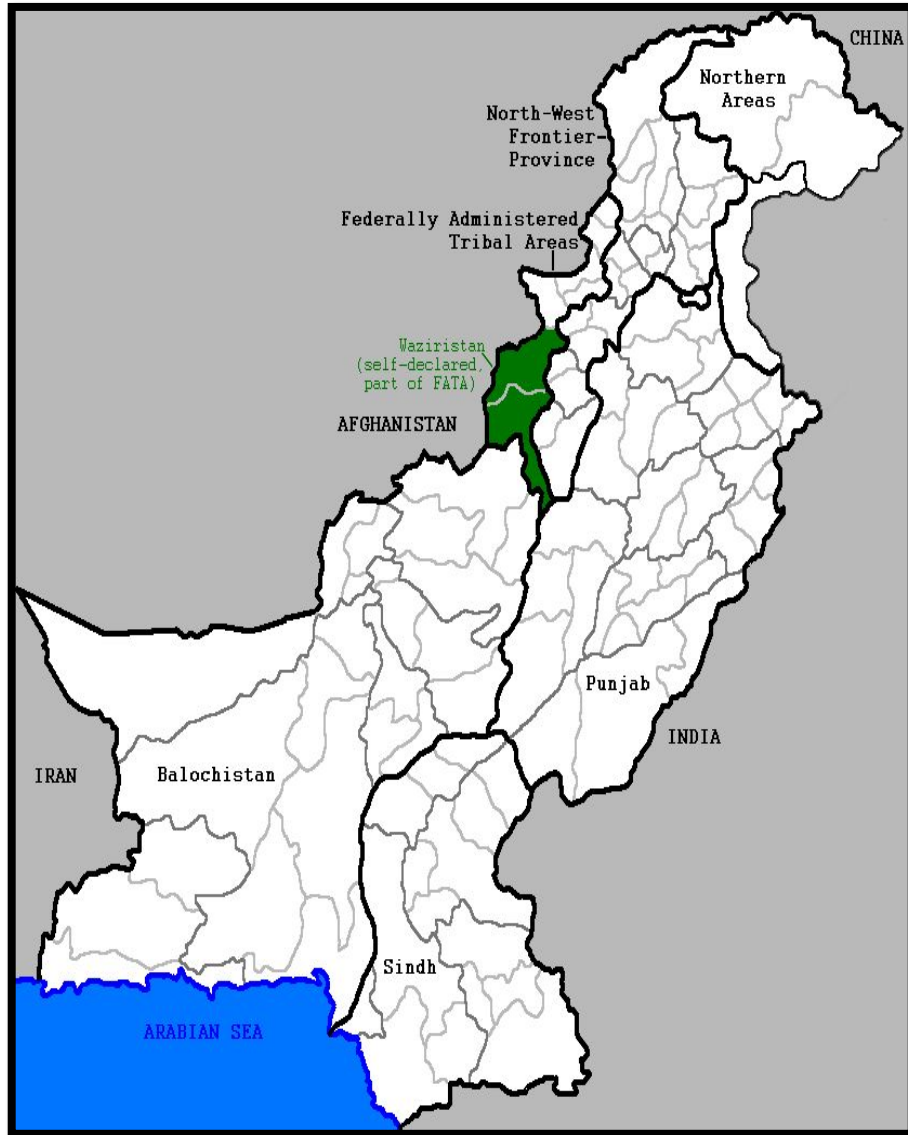 CHINA
Northern
Areas
North-West
Frontier-
Province
Federally Administered
Tribal Areas
Waziristan
(self-declared,
part of FATA)
AFGHANISTAN
Punjab
INDIA
IRAN
Balochistan
Sindh
ARABIAN SEA